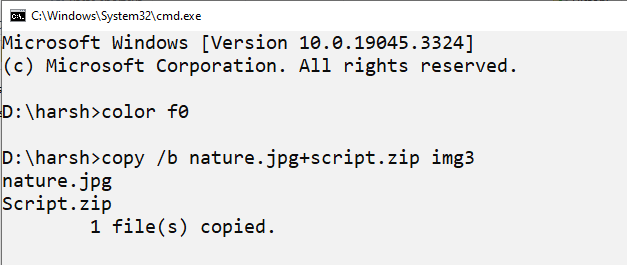 C:\Windows\System32\cmd.exe
Microsoft Windows [Version 10.0.19045.3324]
(c) Microsoft Corporation. All rights reserved.
D:\harsh>color f0
D:\harsh>copy /b nature.jpg+script.zip img3
nature.jpg
Script.zip
1 file(s) copied.